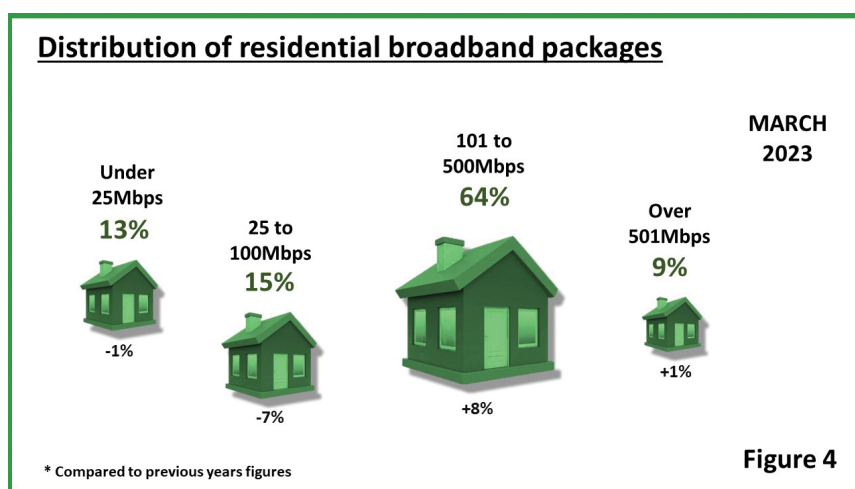 Distribution of residential broadband packages
MARCH
2023
Under
25Mbps
13%
-1%
25 to
100Mbps
15%
-7%
101 to
500Mbps
64%
+8%
Over
501Mbps
9%
+1%
* Compared to previous years figures
Figure 4